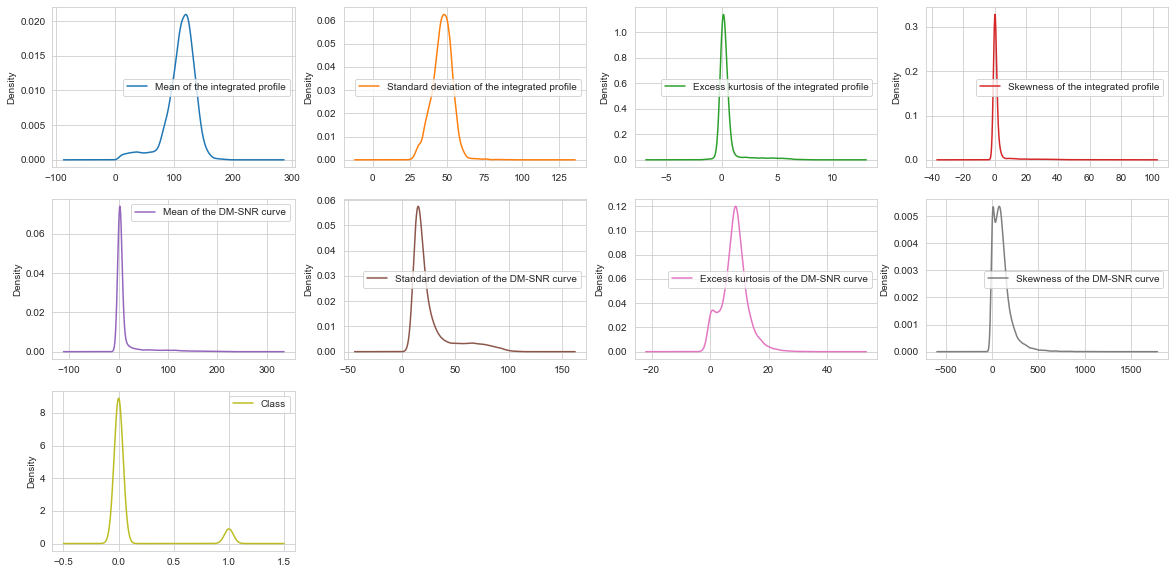 0.020
0.015
0.010
0.005
0.000
Density
Mean of the integrated profile
−100 0 100 200 300
0.06
0.05
0.04
0.03
0.02
0.01
0.00
Density
Standard deviation of the integrated profile
0 25 50 75 100 125
1.0
0.8
0.6
0.4
0.2
0.0
Density
Excess kurtosis of the integrated profile
−5 0 5 10
0.3
0.2
0.1
0.0
Density
Skewness of the integrated profile
−40 −20 0 20 40 60 80 100
0.06
0.04
0.02
0.00
Density
Mean of the DM-SNR curve
−100 0 100 200 300
0.06
0.05
0.04
0.03
0.02
0.01
0.00
Density
Standard deviation of the DM-SNR curve
−50 0 50 100 150
0.12
0.10
0.08
0.06
0.04
0.02
0.00
Density
Excess kurtosis of the DM-SNR curve
−20 0 20 40
0.005
0.004
0.003
0.002
0.001
0.000
Density
Skewness of the DM-SNR curve
−500 0 500 1000 1500
8
6
4
2
0
Density
Class
−0.5 0.0 0.5 1.0 1.5